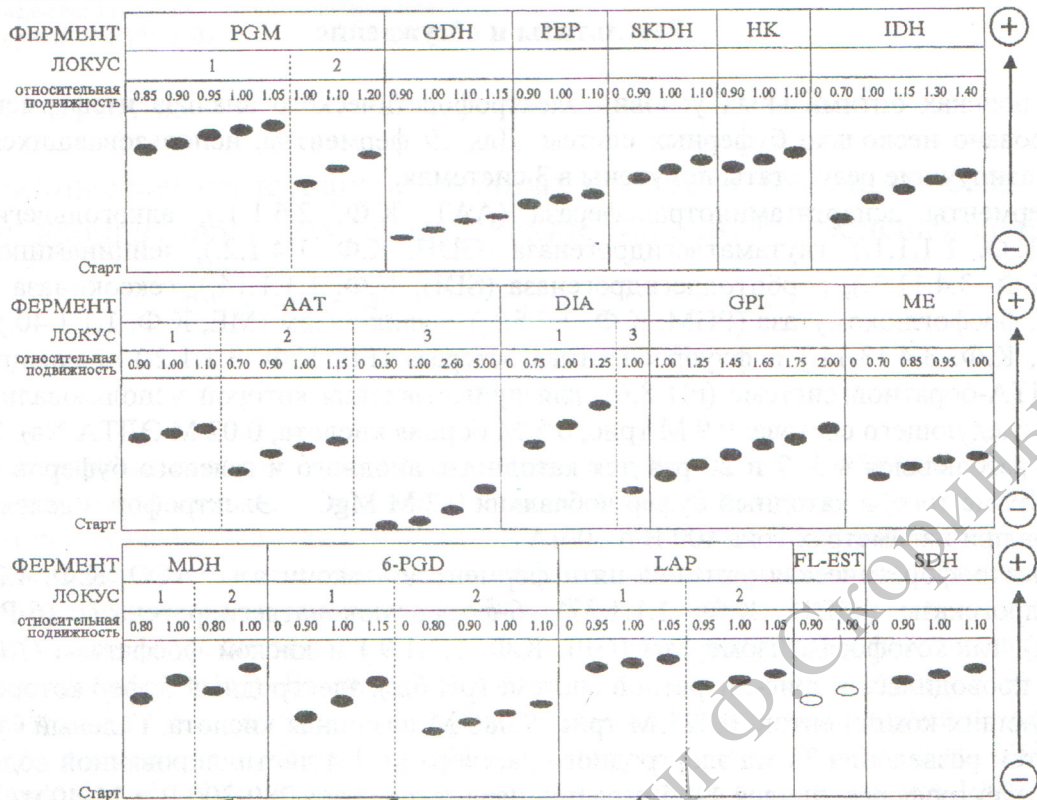 ФЕРМЕНТ PGM GDH PEP SKDH HK IDH +
ЛОКУС 1 2
относительная подвижность 0.85 0.90 0.95 1.00 1.05 1.00 1.10 1.20 0.90 1.00 1.10 1.15 0.90 1.00 1.10 0.90 1.00 1.10 0.90 1.00 1.10 0 0.70 1.00 1.15 1.30 1.40
Старт −
ФЕРМЕНТ AAT DIA GPI ME +
ЛОКУС 1 2 3 1 3
относительная подвижность 0.90 1.00 1.10 0.70 0.90 1.00 1.15 0 0.30 1.00 2.60 5.00 0 0.75 1.00 1.25 1.00 1.00 1.25 1.45 1.65 1.75 2.00 0 0.70 0.85 0.95 1.00
Старт −
ФЕРМЕНТ MDH 6-PGD LAP FL-EST SDH +
ЛОКУС 1 2 1 2 1 2
относительная подвижность 0.80 1.00 0.80 1.00 0.90 1.00 1.15 0 0.80 0.90 1.00 1.10 0 0.95 1.00 1.05 0.95 1.00 1.05 0.90 0 0.90 1.00 1.10
Старт −
и Ф Скорины